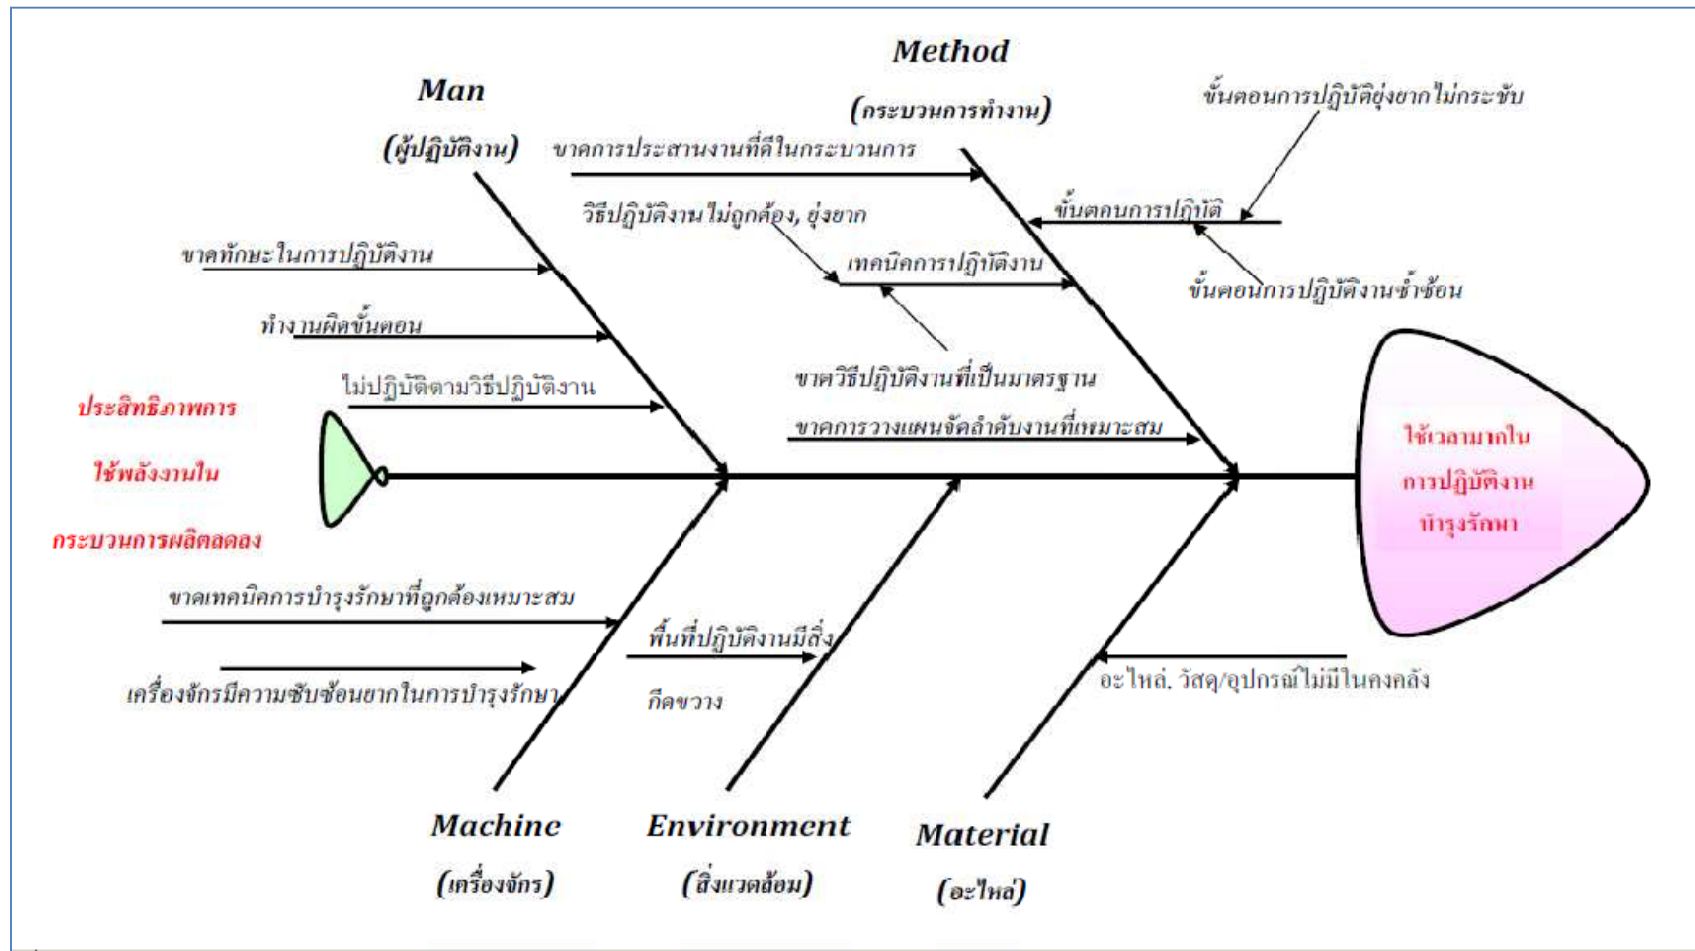 Method
(กระบวนการทำงาน)
Man
(ผู้ปฏิบัติงาน)
ขั้นตอนการปฏิบัติยุ่งยากไม่กระชับ
ขาดการประสานงานที่ดีในกระบวนการ
วิธีปฏิบัติงานไม่ถูกต้อง, ยุ่งยาก
ขั้นตอนการปฏิบัติ
ขาดทักษะในการปฏิบัติงาน
เทคนิคการปฏิบัติงาน
ขั้นตอนการปฏิบัติงานซ้ำซ้อน
ทำงานผิดขั้นตอน
ไม่ปฏิบัติตามวิธีปฏิบัติงาน
ขาดวิธีปฏิบัติงานที่เป็นมาตรฐาน
ขาดการวางแผนจัดลำดับงานที่เหมาะสม
ประสิทธิภาพการ
ใช้พลังงานใน
กระบวนการผลิตลดลง
ใช้เวลามากใน
การปฏิบัติงาน
บำรุงรักษา
ขาดเทคนิคการบำรุงรักษาที่ถูกต้องเหมาะสม
เครื่องจักรมีความซับซ้อนยากในการบำรุงรักษา
พื้นที่ปฏิบัติงานมีสิ่ง
กีดขวาง
อะไหล่, วัสดุ/อุปกรณ์ไม่มีในคงคลัง
Machine
(เครื่องจักร)
Environment
(สิ่งแวดล้อม)
Material
(อะไหล่)